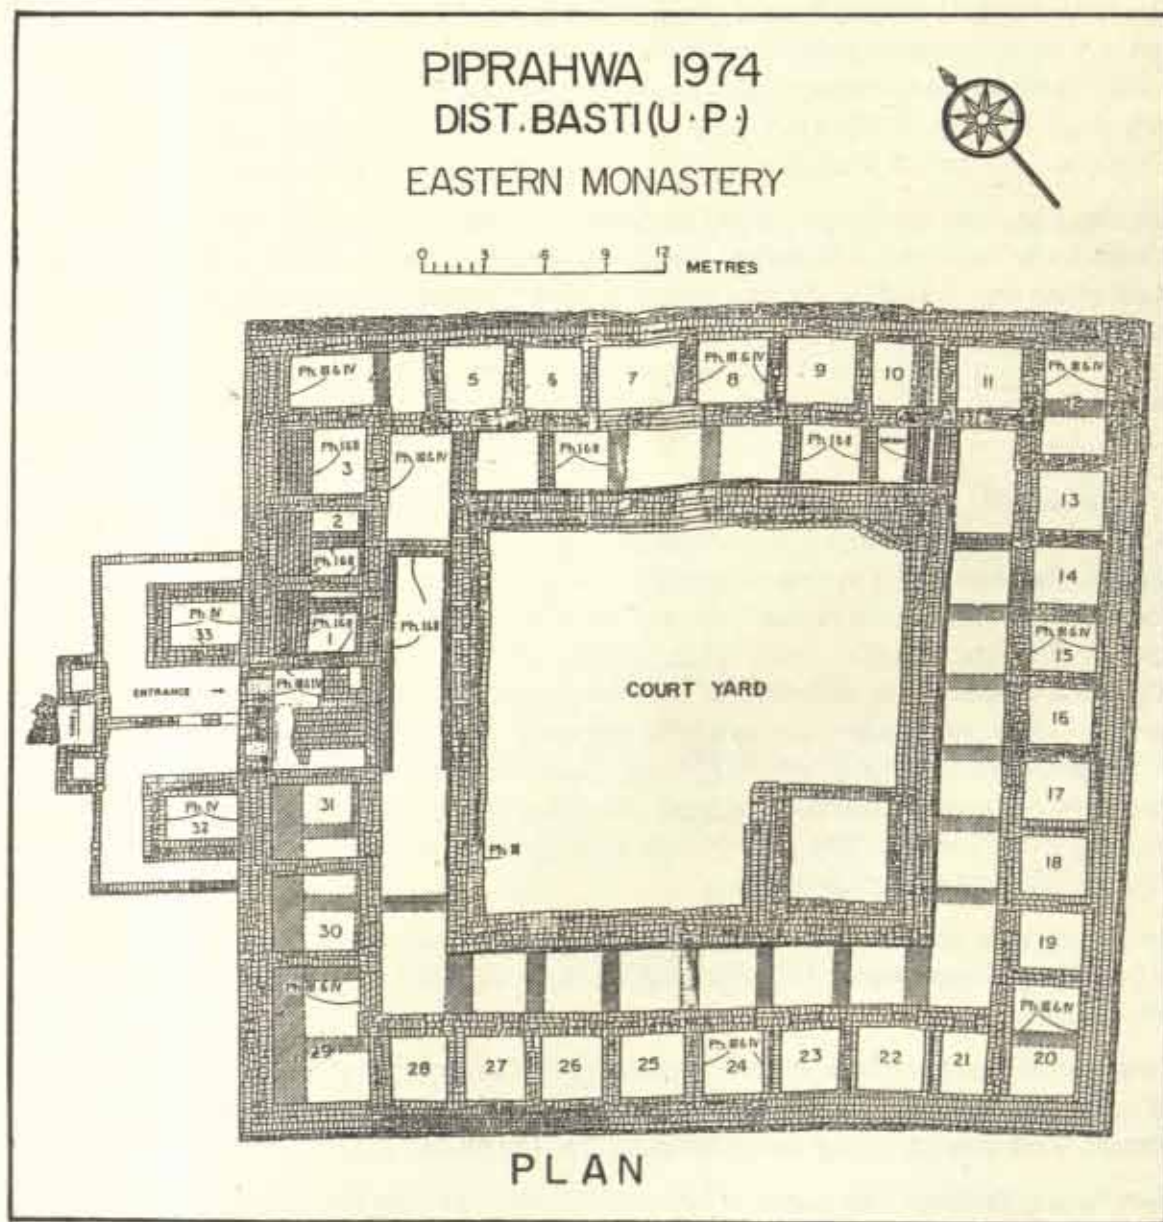 PIPRAHWA 1974
DIST. BASTI (U.P.)
EASTERN MONASTERY
0 3 6 9 12
METRES
Ph. III & IV
5
6
7
Ph. III & IV
8
9
10
11
Ph. III & IV
12
Ph. I & II
3
Ph. III & IV
Ph. I & II
Ph. I & II
13
2
Ph. I & II
14
Ph. IV
33
Ph. I & II
1
Ph. I & II
Ph. III & IV
15
ENTRANCE →
Ph. III & IV
COURT YARD
16
Ph. IV
32
31
17
Ph. III
18
30
19
Ph. III & IV
29
28
27
26
25
Ph. III & IV
24
23
22
21
Ph. III & IV
20
PLAN